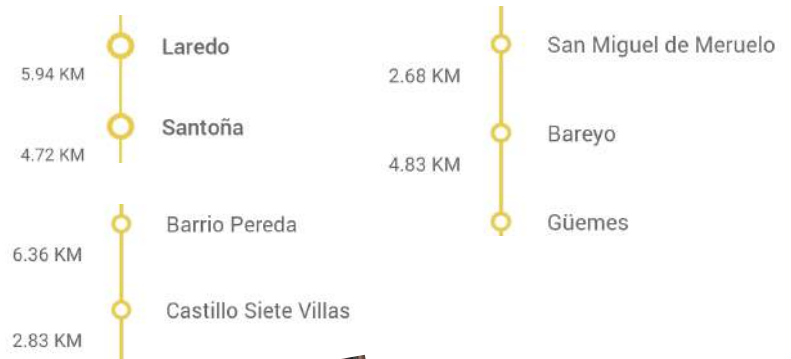 Laredo
5.94 KM
Santoña
4.72 KM
Barrio Pereda
6.36 KM
Castillo Siete Villas
2.83 KM
San Miguel de Meruelo
2.68 KM
Bareyo
4.83 KM
Güemes